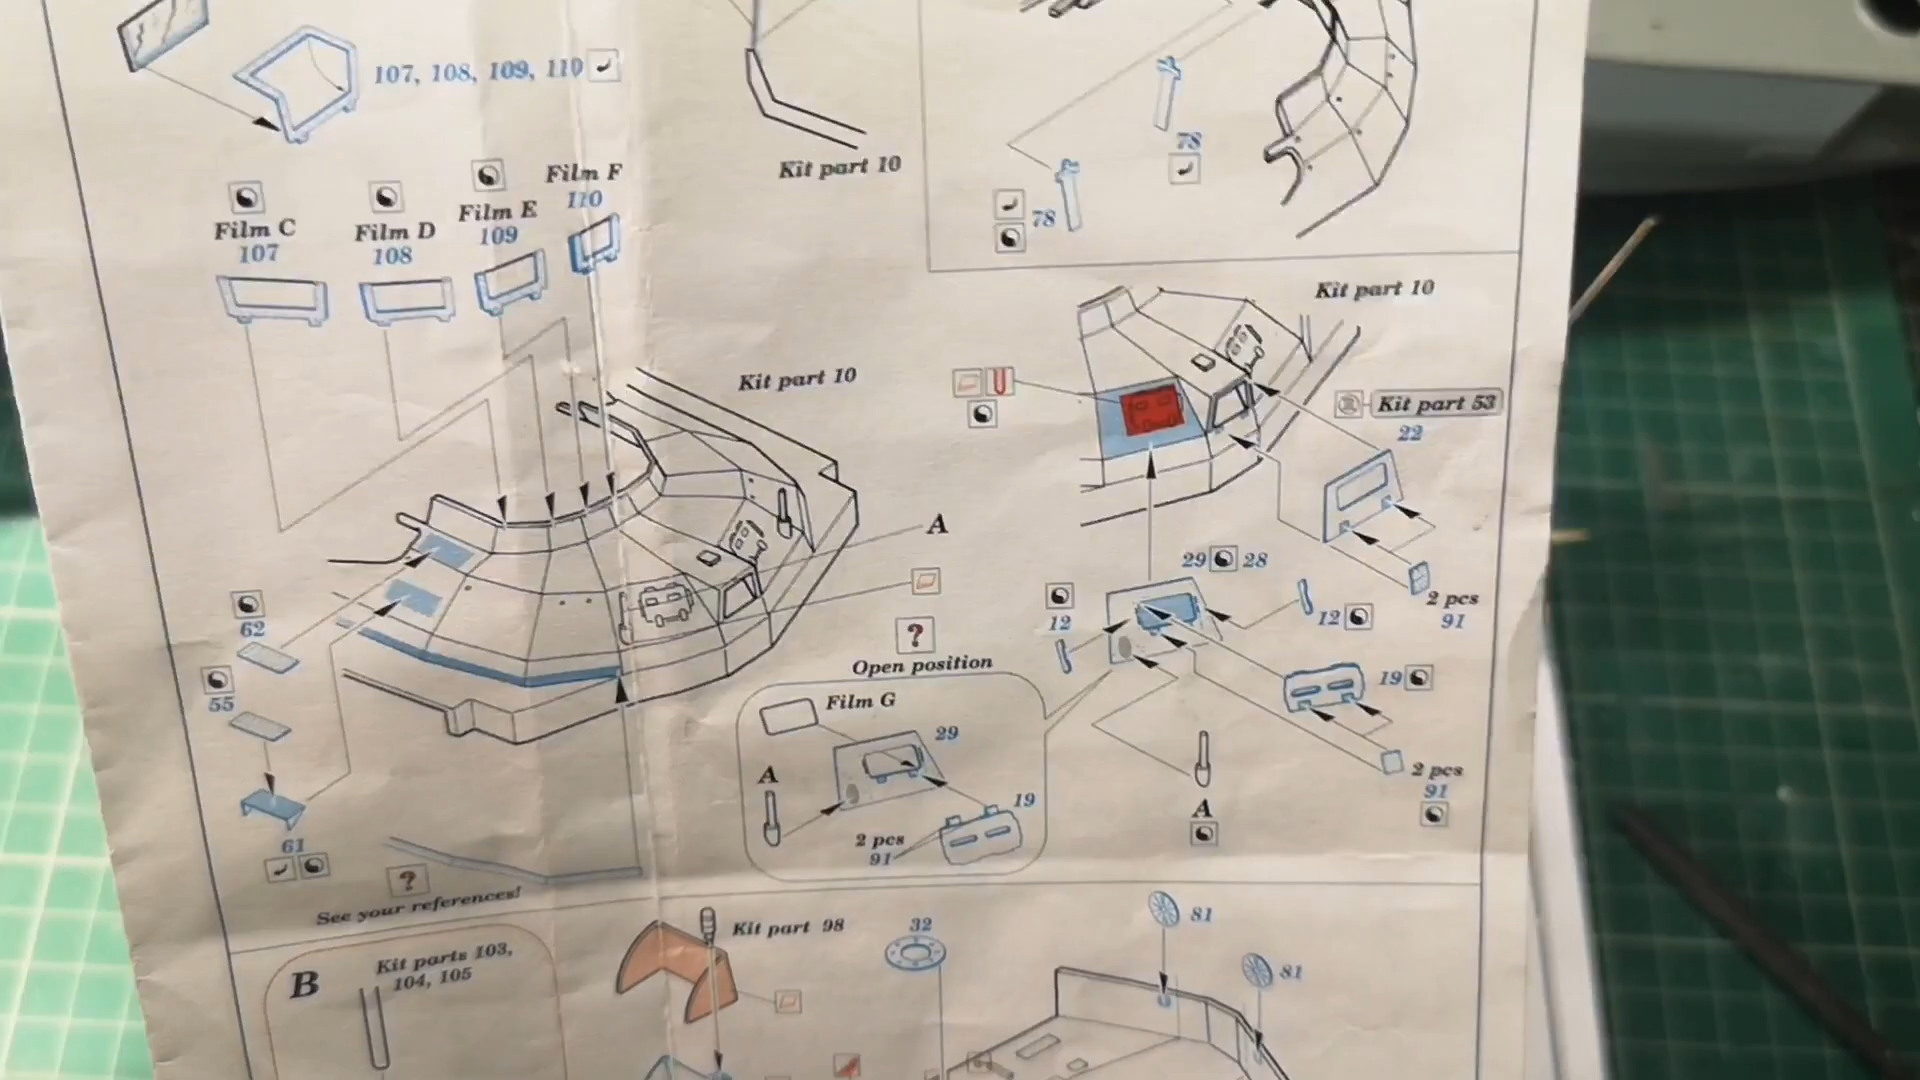 107, 108, 109, 110
Kit part 10
78
78
Film C
107
Film D
108
Film E
109
Film F
110
Kit part 10
Kit part 10
Kit part 53
22
A
2 pcs
91
29
28
12
12
19
?
Open position
Film G
29
A
19
2 pcs
91
2 pcs
91
A
62
55
61
?
See your references!
B
Kit parts 103,
104, 105
Kit part 98
32
81
81